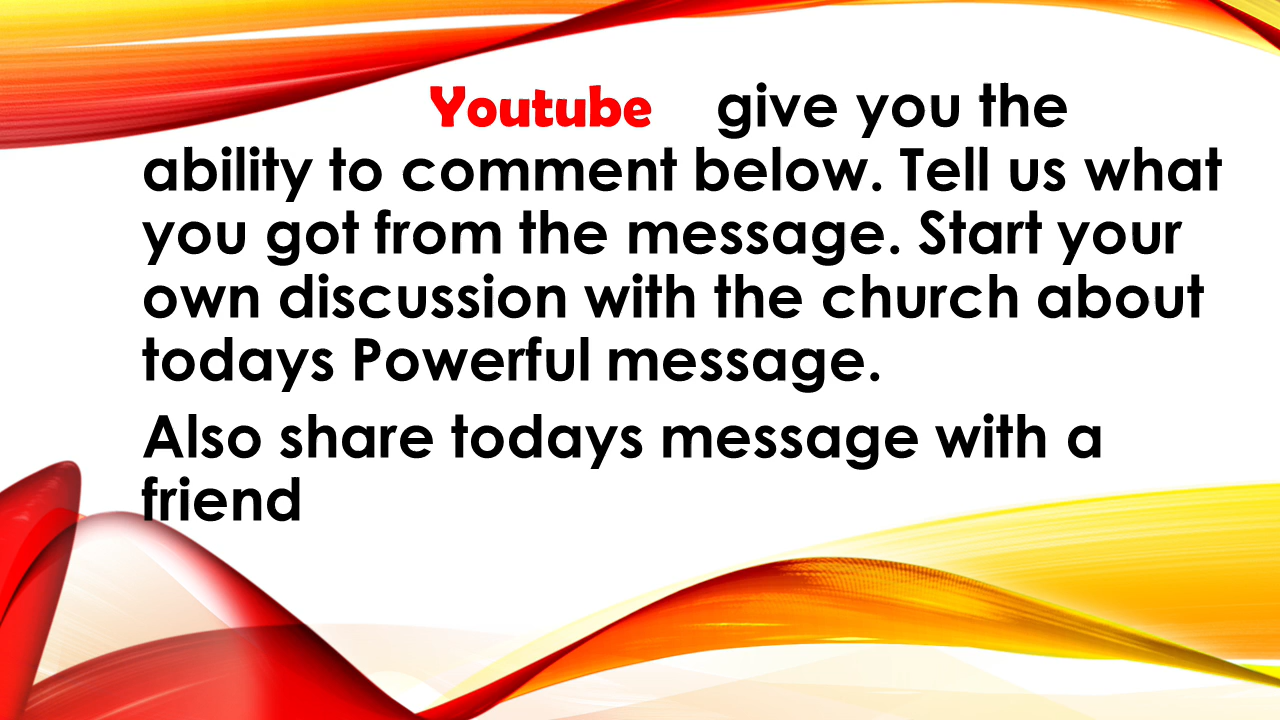 Youtube give you the
ability to comment below. Tell us what
you got from the message. Start your
own discussion with the church about
todays Powerful message.
Also share todays message with a
friend